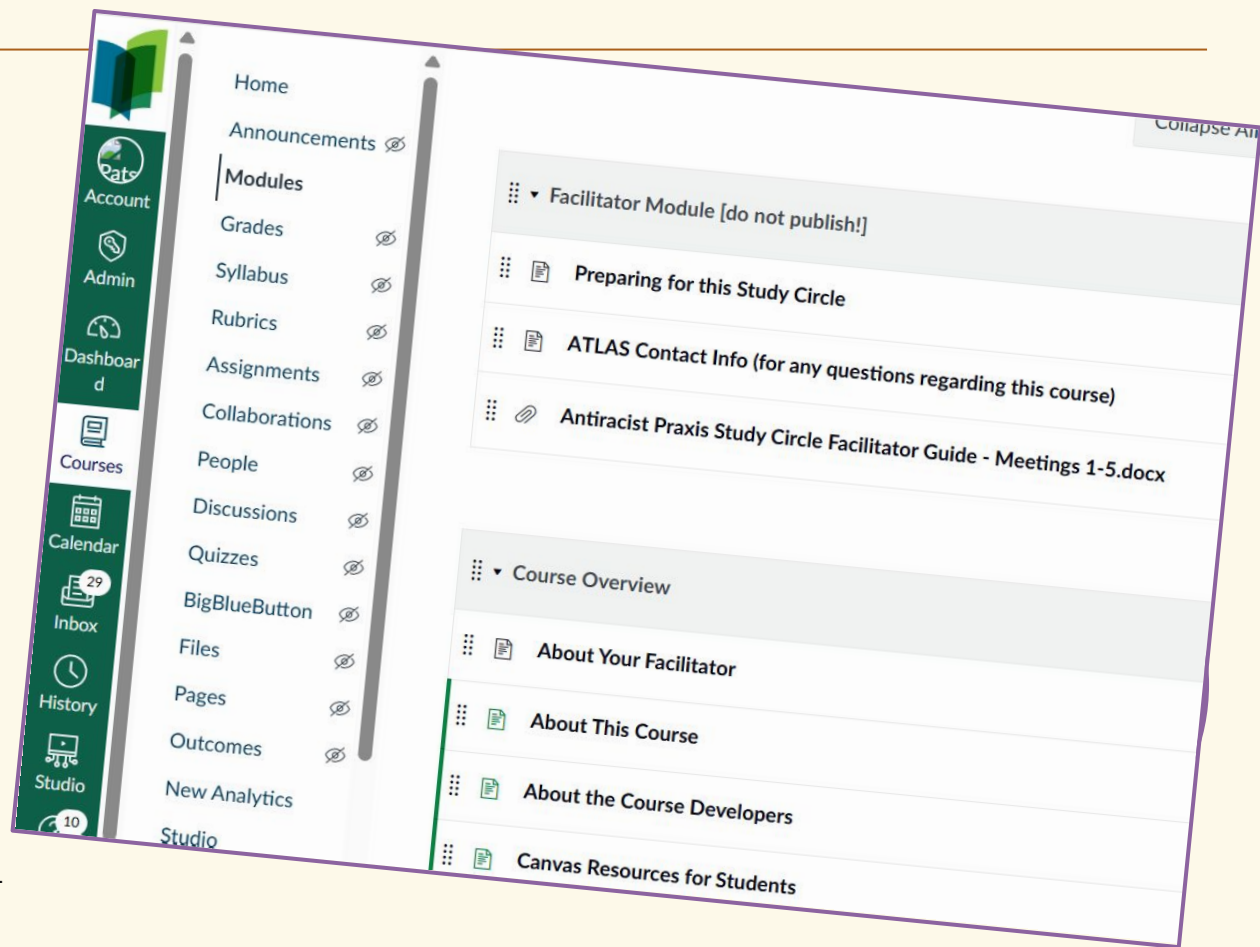 Pats
Account
Admin
Dashboar
d
Courses
Calendar
29
Inbox
History
Studio
10
Home
Announcements
Modules
Grades
Syllabus
Rubrics
Assignments
Collaborations
People
Discussions
Quizzes
BigBlueButton
Files
Pages
Outcomes
New Analytics
Studio
Collapse All
Facilitator Module [do not publish!]
Preparing for this Study Circle
ATLAS Contact Info (for any questions regarding this course)
Antiracist Praxis Study Circle Facilitator Guide - Meetings 1-5.docx
Course Overview
About Your Facilitator
About This Course
About the Course Developers
Canvas Resources for Students